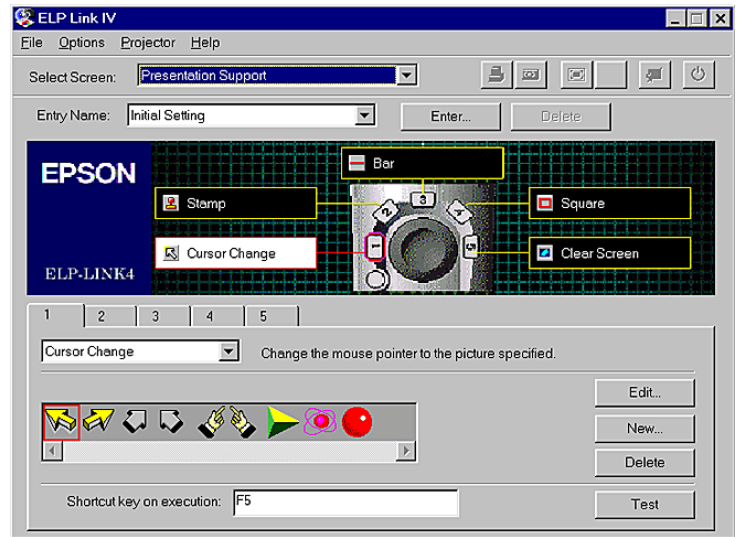 ELP Link IV
File Options Projector Help
Select Screen: Presentation Support
Entry Name: Initial Setting Enter... Delete
EPSON
Bar
Stamp
Square
Cursor Change
Clear Screen
ELP-LINK4
1 2 3 4 5
1 2 3 4 5
Cursor Change Change the mouse pointer to the picture specified.
Edit...
New...
Delete
Shortcut key on execution: F5 Test